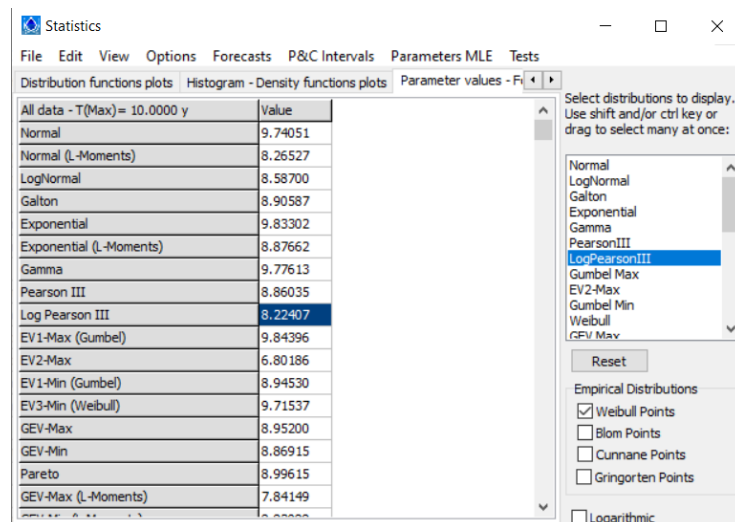 Statistics
File Edit View Options Forecasts P&C Intervals Parameters MLE Tests
Distribution functions plots Histogram - Density functions plots Parameter values -
All data - T(Max)= 10.0000 y Value
Normal 9.74051
Normal (L-Moments) 8.26527
LogNormal 8.58700
Galton 8.90587
Exponential 9.83302
Exponential (L-Moments) 8.87662
Gamma 9.77613
Pearson III 8.86035
Log Pearson III 8.22407
EV1-Max (Gumbel) 9.84396
EV2-Max 6.80186
EV1-Min (Gumbel) 8.94530
EV3-Min (Weibull) 9.71537
GEV-Max 8.95200
GEV-Min 8.86915
Pareto 8.99615
GEV-Max (L-Moments) 7.84149
Select distributions to display.
Use shift and/or ctrl key or
drag to select many at once:
Normal
LogNormal
Galton
Exponential
Gamma
PearsonIII
LogPearsonIII
Gumbel Max
EV2-Max
Gumbel Min
Weibull
GEV Max
Reset
Empirical Distributions
Weibull Points
Blom Points
Cunnane Points
Gringorten Points
Logarithmic